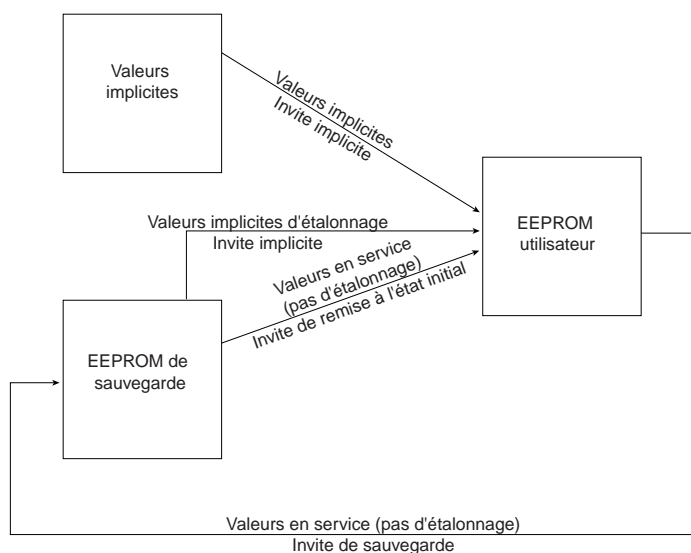 Valeurs
implicites
Valeurs implicites
Invite implicite
EEPROM
utilisateur
Valeurs implicites d'étalonnage
Invite implicite
Valeurs en service
(pas d'étalonnage)
Invite de remise à l'état initial
EEPROM de
sauvegarde
Valeurs en service (pas d'étalonnage)
Invite de sauvegarde